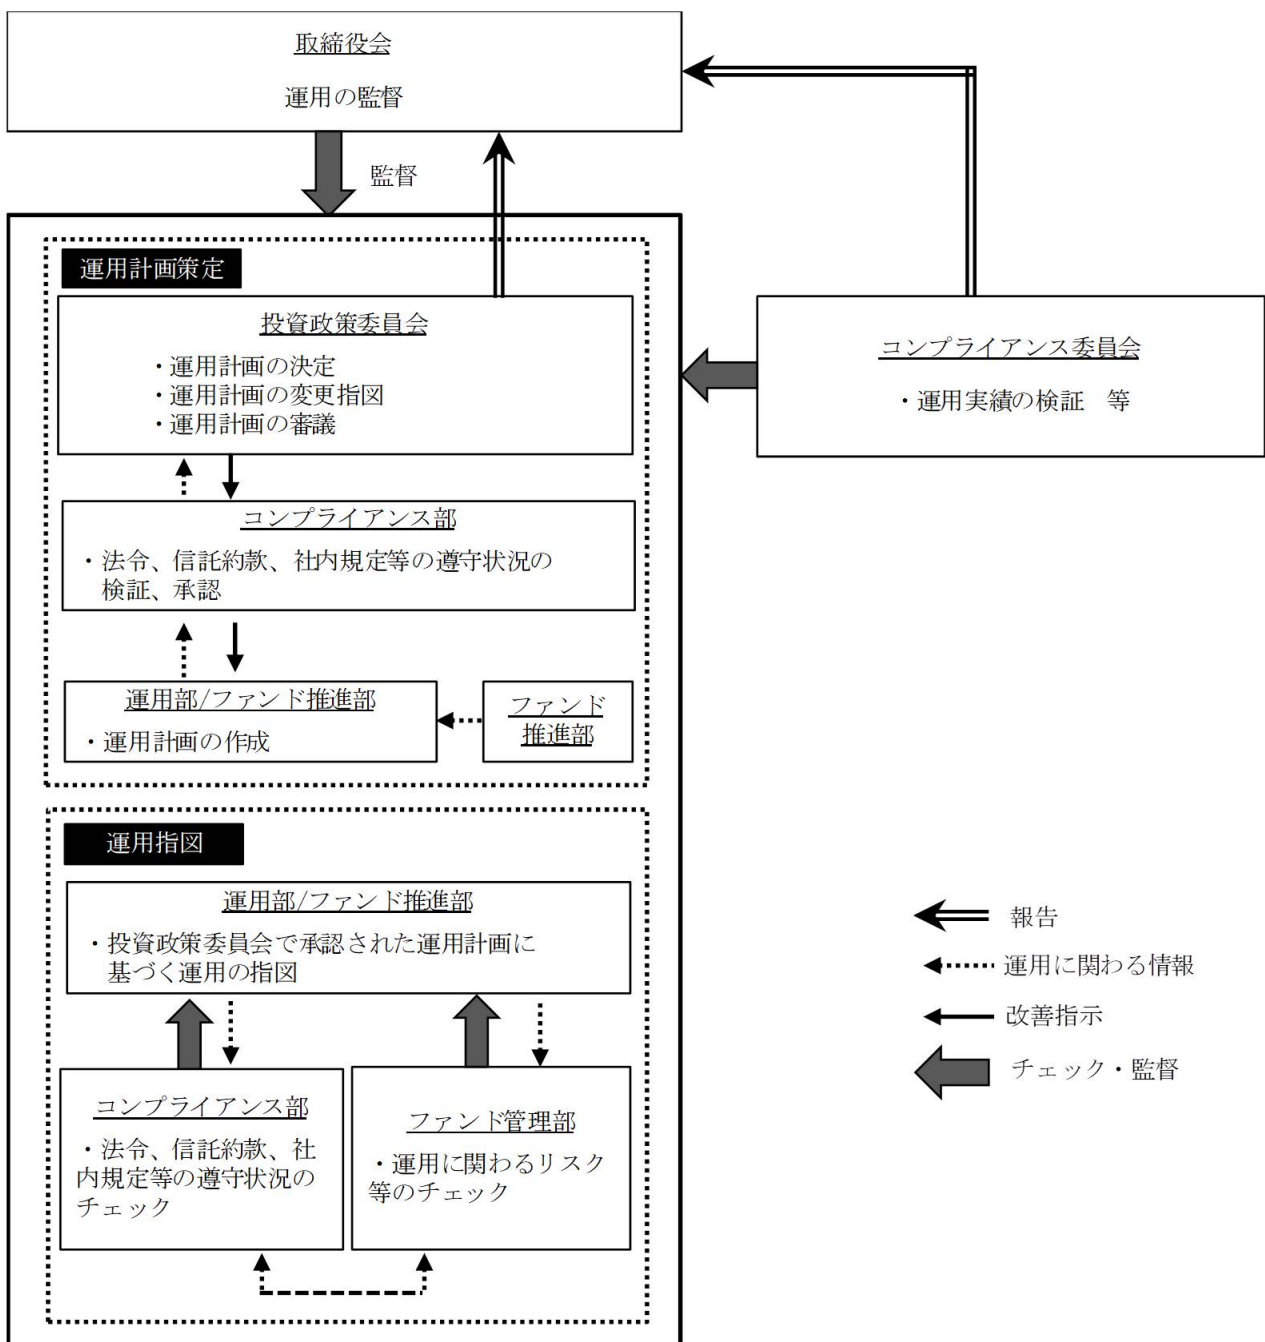 取締役会
運用の監督
監督
運用計画策定
投資政策委員会
・運用計画の決定
・運用計画の変更指図
・運用計画の審議
コンプライアンス委員会
・運用実績の検証　等
コンプライアンス部
・法令、信託約款、社内規定等の遵守状況の
検証、承認
運用部/ファンド推進部
・運用計画の作成
ファンド
推進部
運用指図
運用部/ファンド推進部
・投資政策委員会で承認された運用計画に
基づく運用の指図
コンプライアンス部
・法令、信託約款、社
内規定等の遵守状況の
チェック
ファンド管理部
・運用に関わるリスク
等のチェック
報告
運用に関わる情報
改善指示
チェック・監督